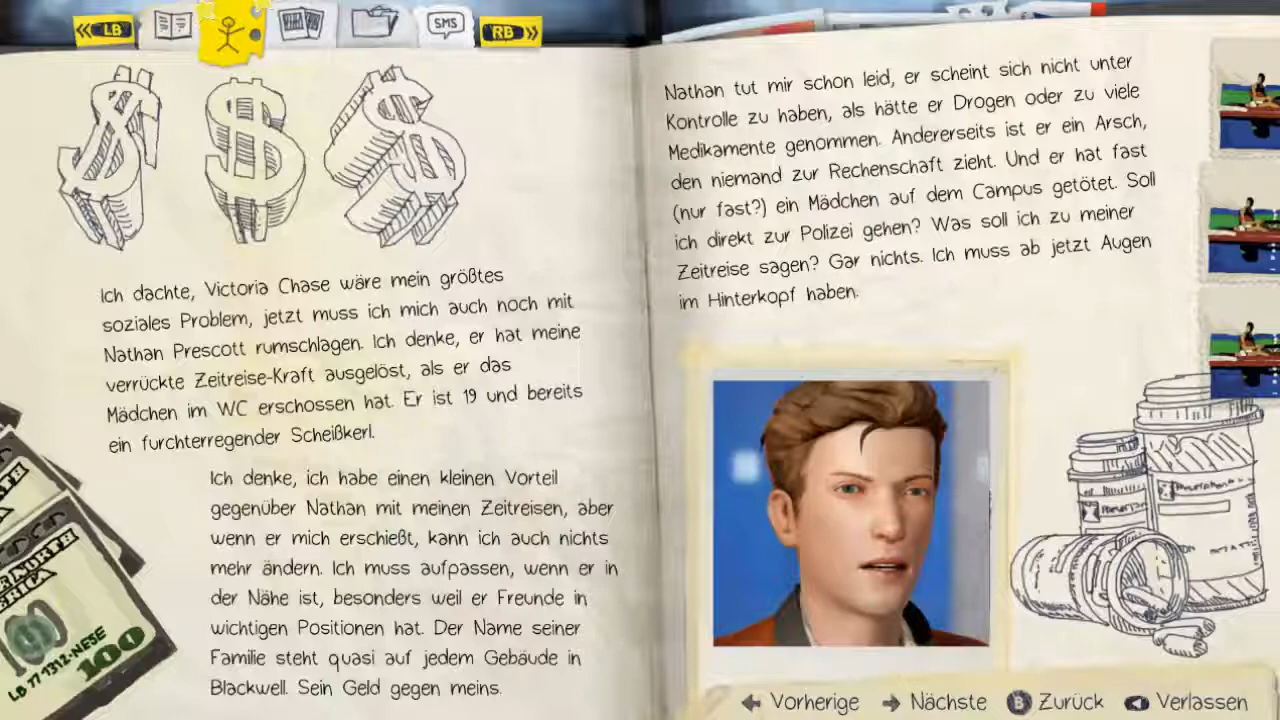 LB
SMS
RB
Ich dachte, Victoria Chase wäre mein größtes
soziales Problem, jetzt muss ich mich auch noch mit
Nathan Prescott rumschlagen. Ich denke, er hat meine
verrückte Zeitreise-Kraft ausgelöst, als er das
Mädchen im WC erschossen hat. Er ist 19 und bereits
ein furchterregender Scheißkerl.
Ich denke, ich habe einen kleinen Vorteil
gegenüber Nathan mit meinen Zeitreisen, aber
wenn er mich erschießt, kann ich auch nichts
mehr ändern. Ich muss aufpassen, wenn er in
der Nähe ist, besonders weil er Freunde in
wichtigen Positionen hat. Der Name seiner
Familie steht quasi auf jedem Gebäude in
Blackwell. Sein Geld gegen meins.
LB 77 1312-NESE
100
Nathan tut mir schon leid, er scheint sich nicht unter
Kontrolle zu haben, als hätte er Drogen oder zu viele
Medikamente genommen. Andererseits ist er ein Arsch,
den niemand zur Rechenschaft zieht. Und er hat fast
(nur fast?) ein Mädchen auf dem Campus getötet. Soll
ich direkt zur Polizei gehen? Was soll ich zu meiner
Zeitreise sagen? Gar nichts. Ich muss ab jetzt Augen
im Hinterkopf haben.
Vorherige
Nächste
B Zurück
Verlassen